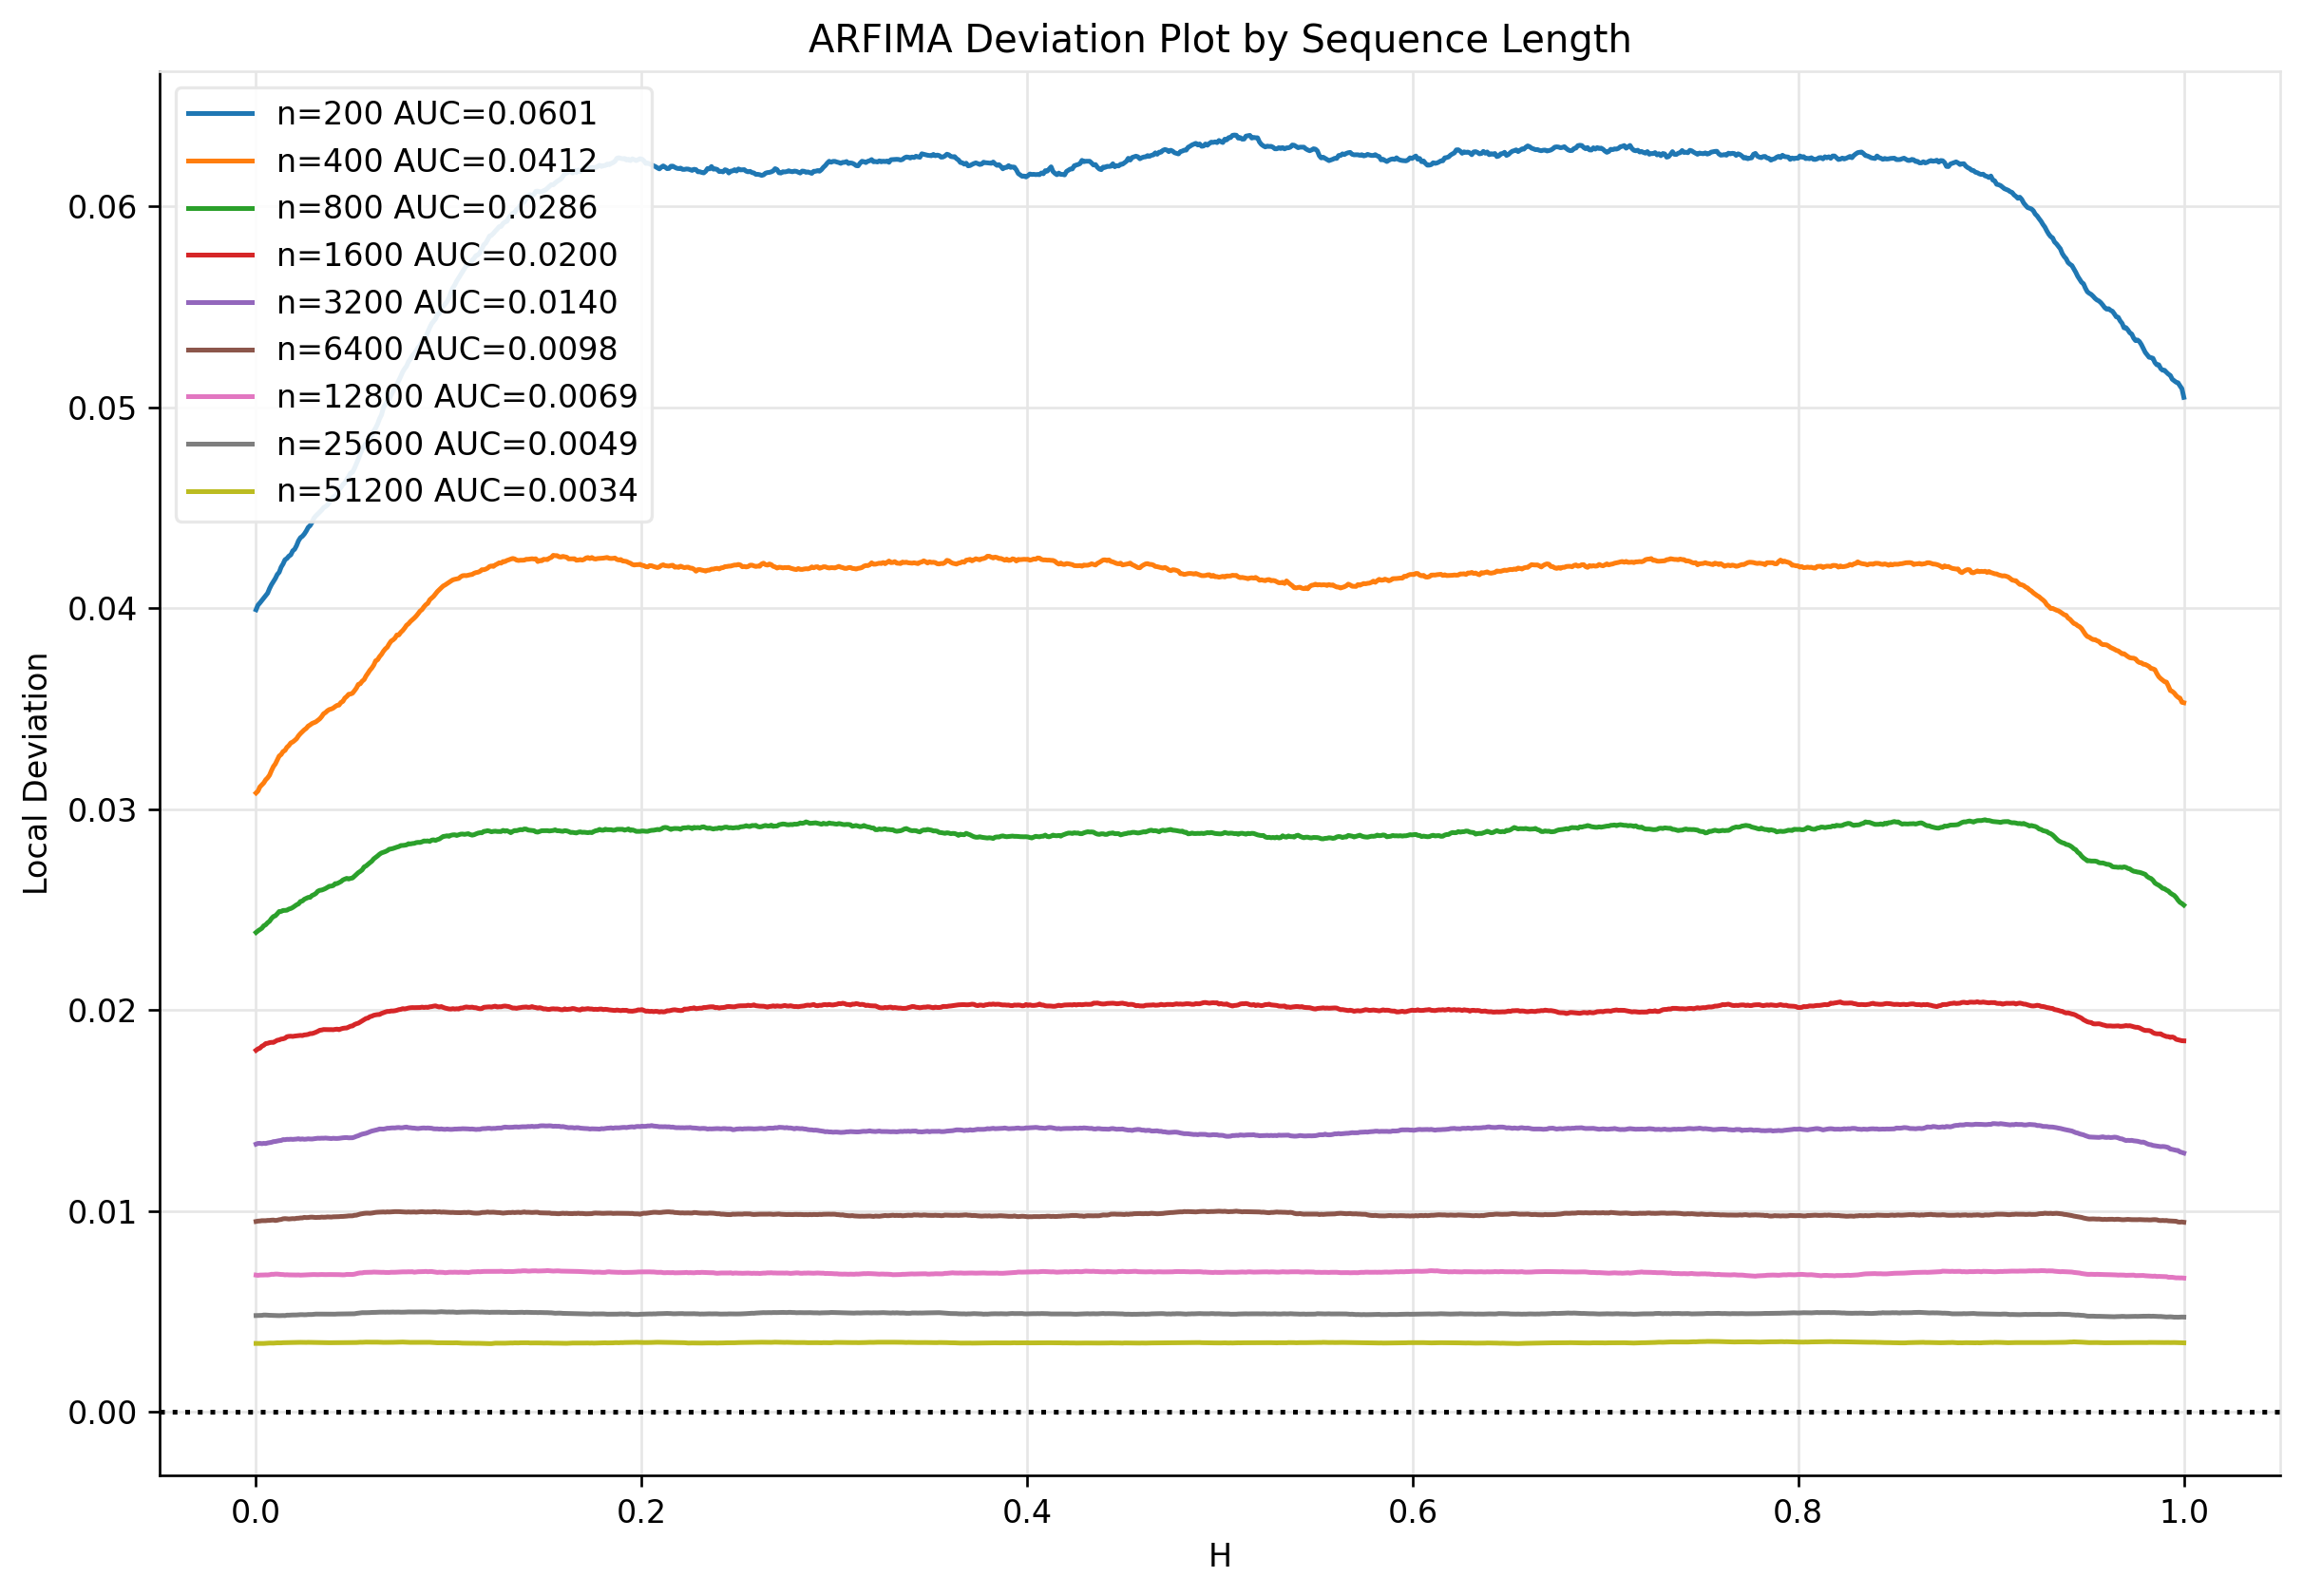 ARFIMA Deviation Plot by Sequence Length
n=200 AUC=0.0601
n=400 AUC=0.0412
n=800 AUC=0.0286
n=1600 AUC=0.0200
n=3200 AUC=0.0140
n=6400 AUC=0.0098
n=12800 AUC=0.0069
n=25600 AUC=0.0049
n=51200 AUC=0.0034
Local Deviation
0.06
0.05
0.04
0.03
0.02
0.01
0.00
0.0 0.2 0.4 0.6 0.8 1.0
H